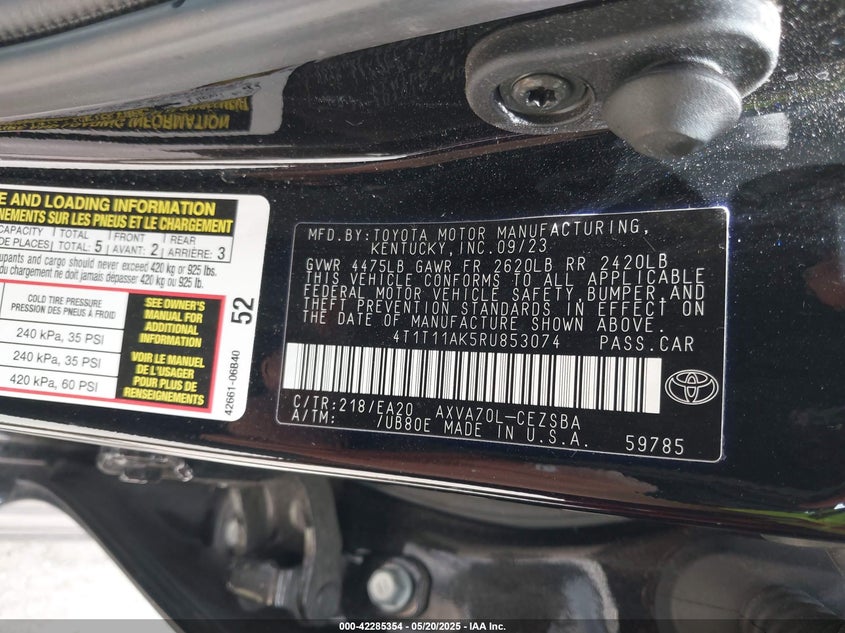 E AND LOADING INFORMATION
NEMENTS SUR LES PNEUS ET LE CHARGEMENT
CAPACITY TOTAL FRONT REAR
DE PLACES TOTAL: 5 AVANT: 2 ARRIÈRE: 3
upants and cargo should never exceed 420 kg or 925 lbs.
du chargement ne doit jamais dépasser 420 kg ou 925 lbs.
COLD TIRE PRESSURE
PRESSION DES PNEUS À FROID
240 kPa, 35 PSI
240 kPa, 35 PSI
420 kPa, 60 PSI
SEE OWNER'S
MANUAL FOR
ADDITIONAL
INFORMATION
VOIR LE MANUEL
DE L'USAGER
POUR PLUS DE
RENSEIGNEMENTS
52
42661-06B40
MFD.BY:TOYOTA MOTOR MANUFACTURING,
KENTUCKY, INC.09/23
GVWR 4475LB GAWR FR 2620LB RR 2420LB
THIS VEHICLE CONFORMS TO ALL APPLICABLE
FEDERAL MOTOR VEHICLE SAFETY,BUMPER,AND
THEFT PREVENTION STANDARDS IN EFFECT ON
THE DATE OF MANUFACTURE SHOWN ABOVE.
4T1T11AK5RU853074 PASS.CAR
C/TR:218/EA20 AXVA70L-CEZSBA
A/TM: /UB80E MADE IN U.S.A. 59785
000-42285354 - 05/20/2025 - IAA, Inc.